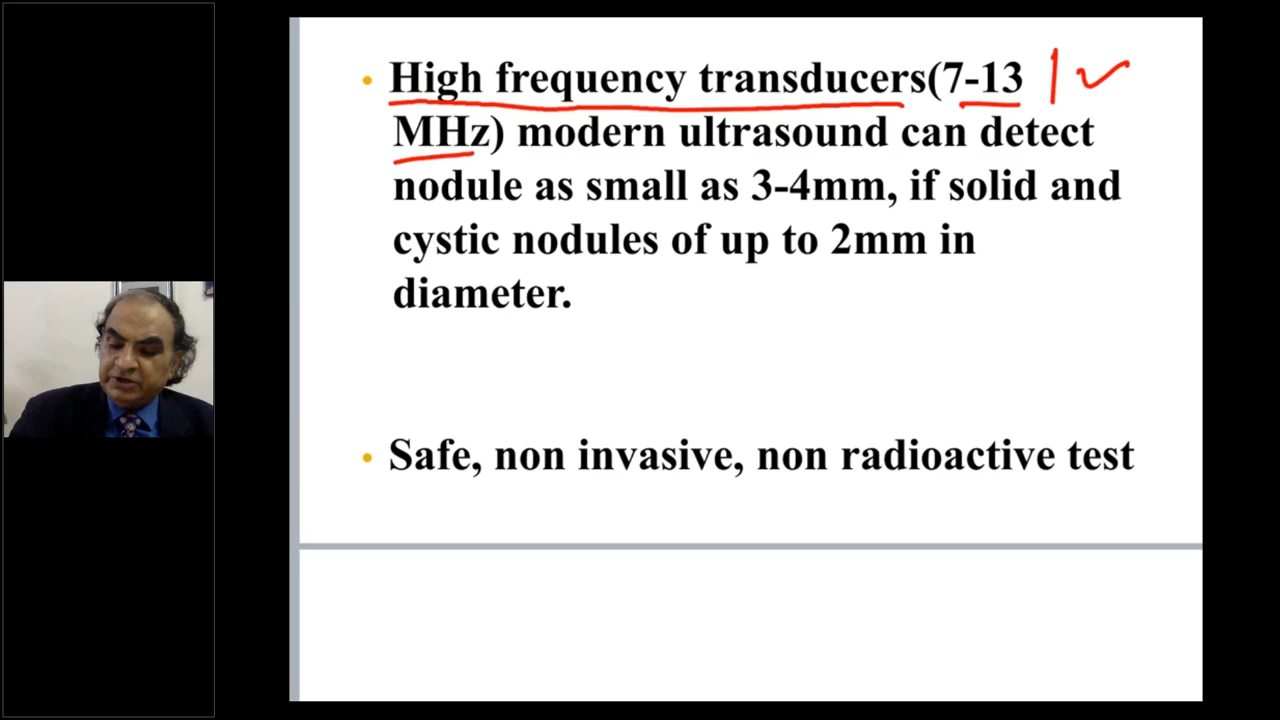 • High frequency transducers(7-13
MHz) modern ultrasound can detect
nodule as small as 3-4mm, if solid and
cystic nodules of up to 2mm in
diameter.
• Safe, non invasive, non radioactive test